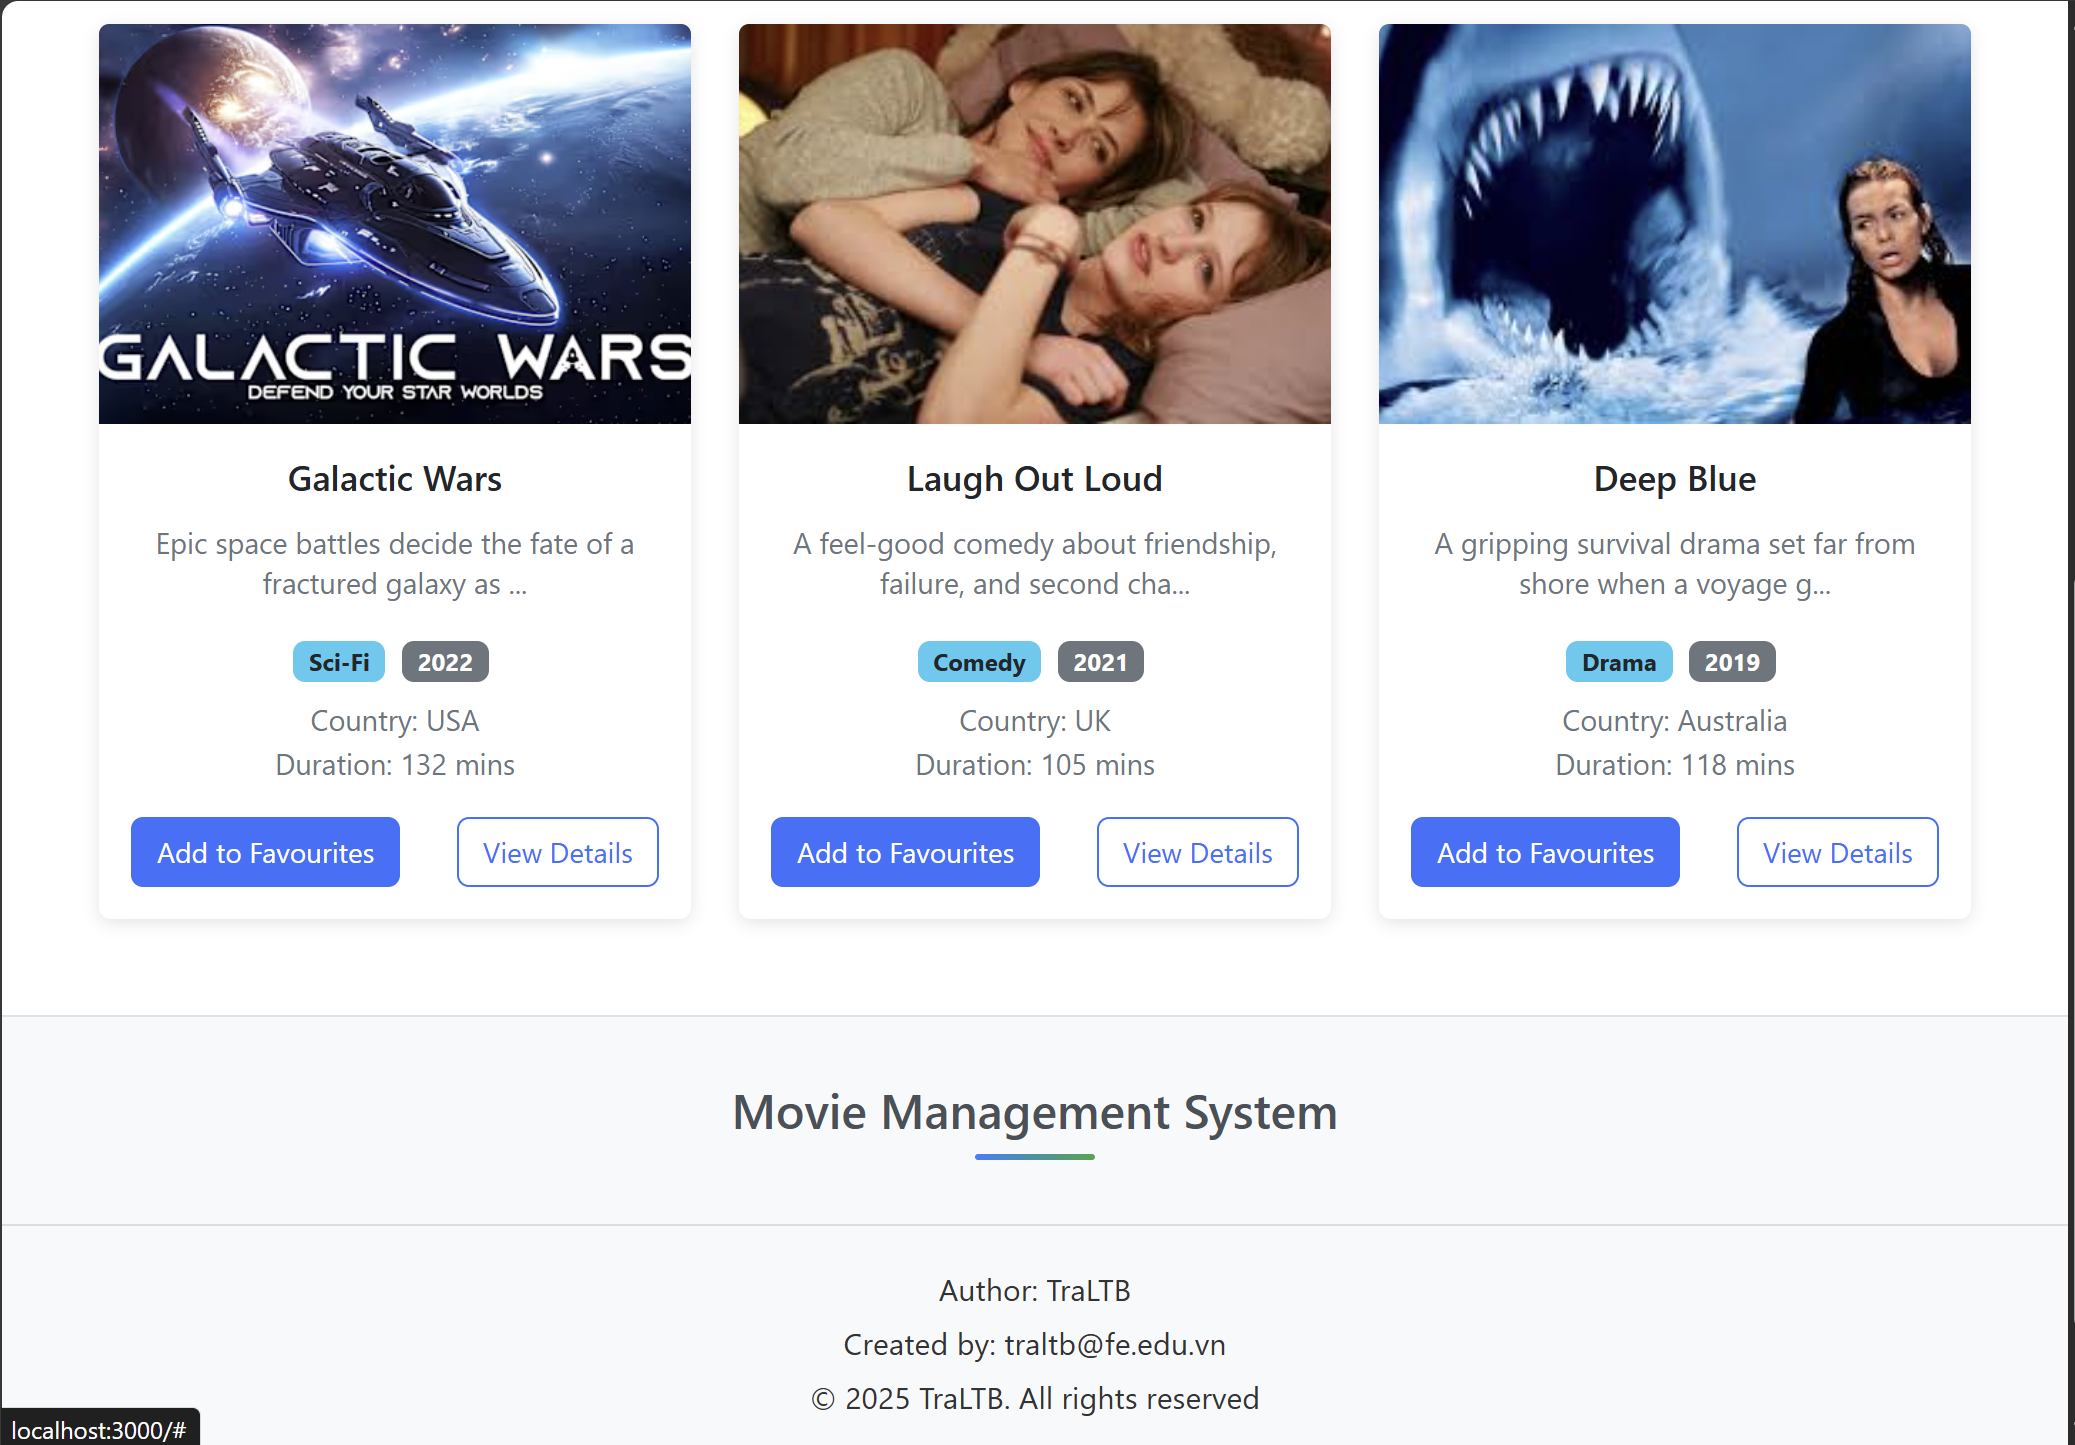 GALACTIC WARS
DEFEND YOUR STAR WORLDS
Galactic Wars
Epic space battles decide the fate of a
fractured galaxy as ...
Sci-Fi 2022
Country: USA
Duration: 132 mins
Add to Favourites View Details
Laugh Out Loud
A feel-good comedy about friendship,
failure, and second cha...
Comedy 2021
Country: UK
Duration: 105 mins
Add to Favourites View Details
Deep Blue
A gripping survival drama set far from
shore when a voyage g...
Drama 2019
Country: Australia
Duration: 118 mins
Add to Favourites View Details
Movie Management System
Author: TraLTB
Created by: traltb@fe.edu.vn
© 2025 TraLTB. All rights reserved
localhost:3000/#